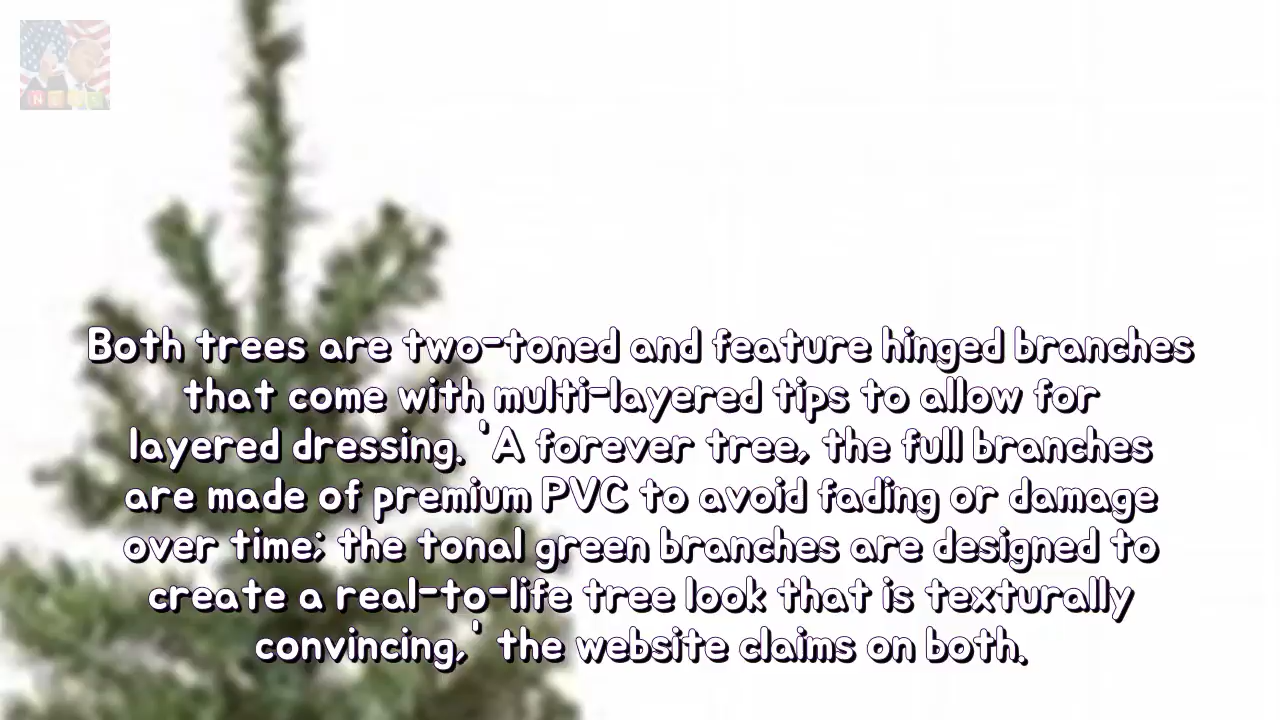 Both trees are two-toned and feature hinged branches
that come with multi-layered tips to allow for
layered dressing. 'A forever tree, the full branches
are made of premium PVC to avoid fading or damage
over time; the tonal green branches are designed to
create a real-to-life tree look that is texturally
convincing,' the website claims on both.